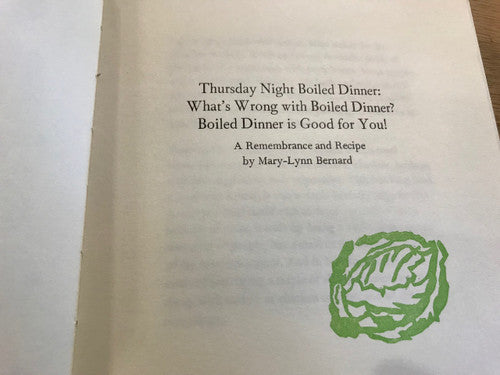 Thursday Night Boiled Dinner:
What's Wrong with Boiled Dinner?
Boiled Dinner is Good for You!
A Remembrance and Recipe
by Mary-Lynn Bernard